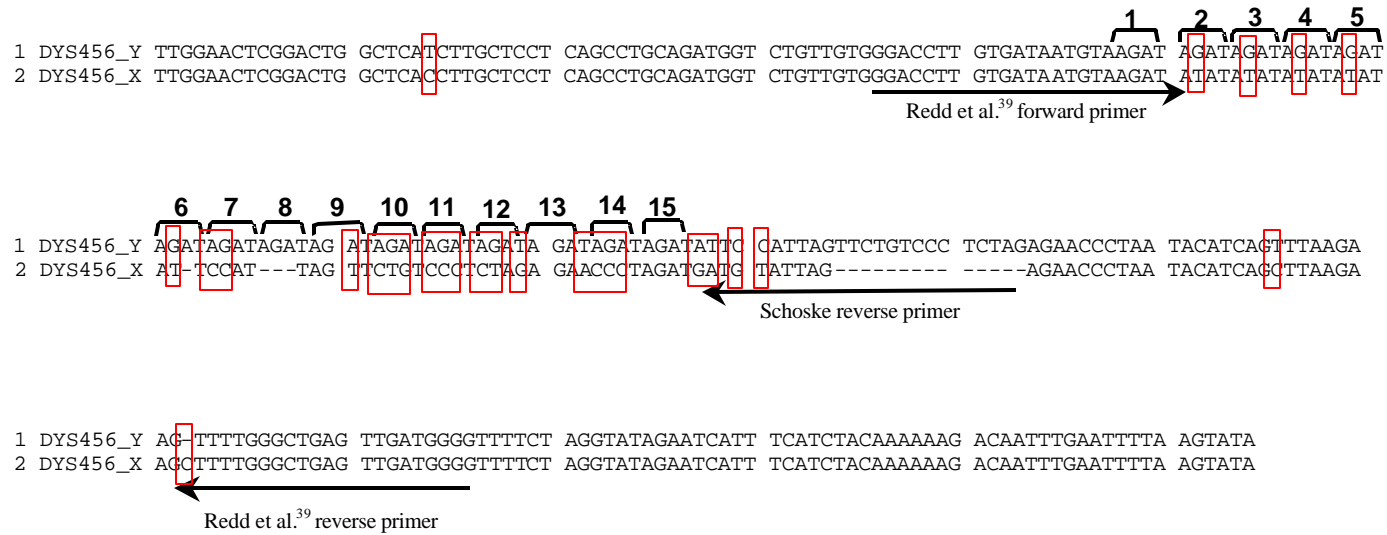 1 2 3 4 5
1 DYS456_Y TTGGAACTCGGACTG GCTCATCTTGCTCCT CAGCCTGCAGATGGT CTGTTGTGGGACCTT GTGATAATGTAAGAT AGATAGATAGATAGAT
2 DYS456_X TTGGAACTCGGACTG GCTCACCTTGCTCCT CAGCCTGCAGATGGT CTGTTGTGGGACCTT GTGATAATGTAAGAT ATATATATATATATAT
Redd et al.39 forward primer
6 7 8 9 10 11 12 13 14 15
1 DYS456_Y AGATAGATAGATAG ATAGATAGATAGATA GATAGATAGATATTC CATTAGTTCTGTCCC TCTAGAGAACCCTAA TACATCAGTTTAAGA
2 DYS456_X AT-TCCAT---TAG TTCTGTCCCTCTAGA GAACCCTAGATGATG TATTAG--------- -----AGAACCCTAA TACATCAGCTTAAGA
Schoske reverse primer
1 DYS456_Y AG-TTTTGGGCTGAG TTGATGGGGTTTTCT AGGTATAGAATCATT TCATCTACAAAAAAG ACAATTTGAATTTTA AGTATA
2 DYS456_X AGCTTTTGGGCTGAG TTGATGGGGTTTTCT AGGTATAGAATCATT TCATCTACAAAAAAG ACAATTTGAATTTTA AGTATA
Redd et al.39 reverse primer